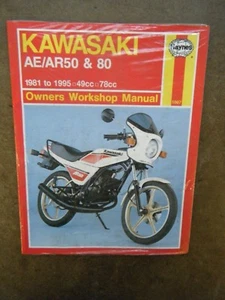 KAWASAKI
Haynes
AE/AR50 & 80
1981 to 1995 ○ 49cc ○ 78cc
Owners Workshop Manual